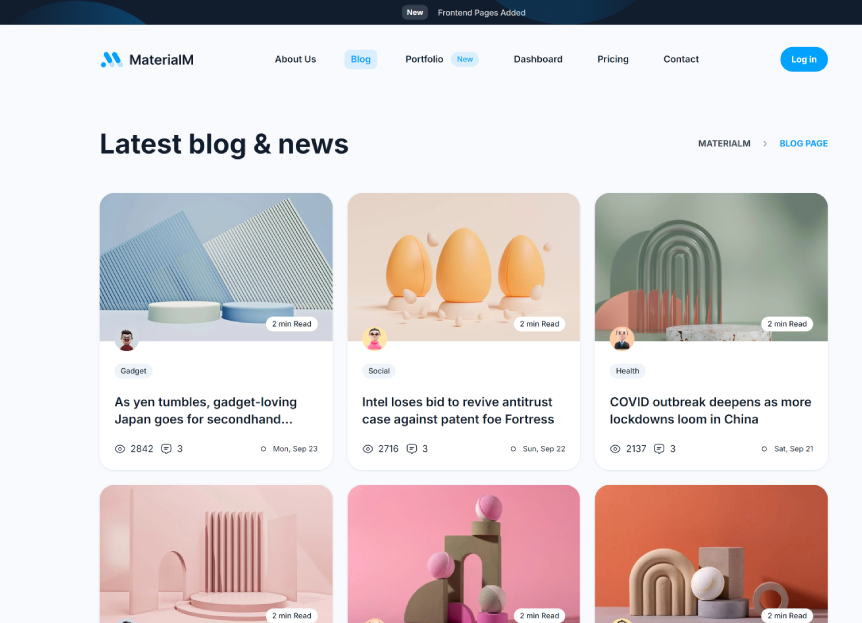 New Frontend Pages Added
MaterialM
About Us Blog Portfolio New Dashboard Pricing Contact Log in
Latest blog & news
MATERIALM > BLOG PAGE
2 min Read
Gadget
As yen tumbles, gadget-loving
Japan goes for secondhand...
2842 3 Mon, Sep 23
2 min Read
Social
Intel loses bid to revive antitrust
case against patent foe Fortress
2716 3 Sun, Sep 22
2 min Read
Health
COVID outbreak deepens as more
lockdowns loom in China
2137 3 Sat, Sep 21
2 min Read
2 min Read
2 min Read